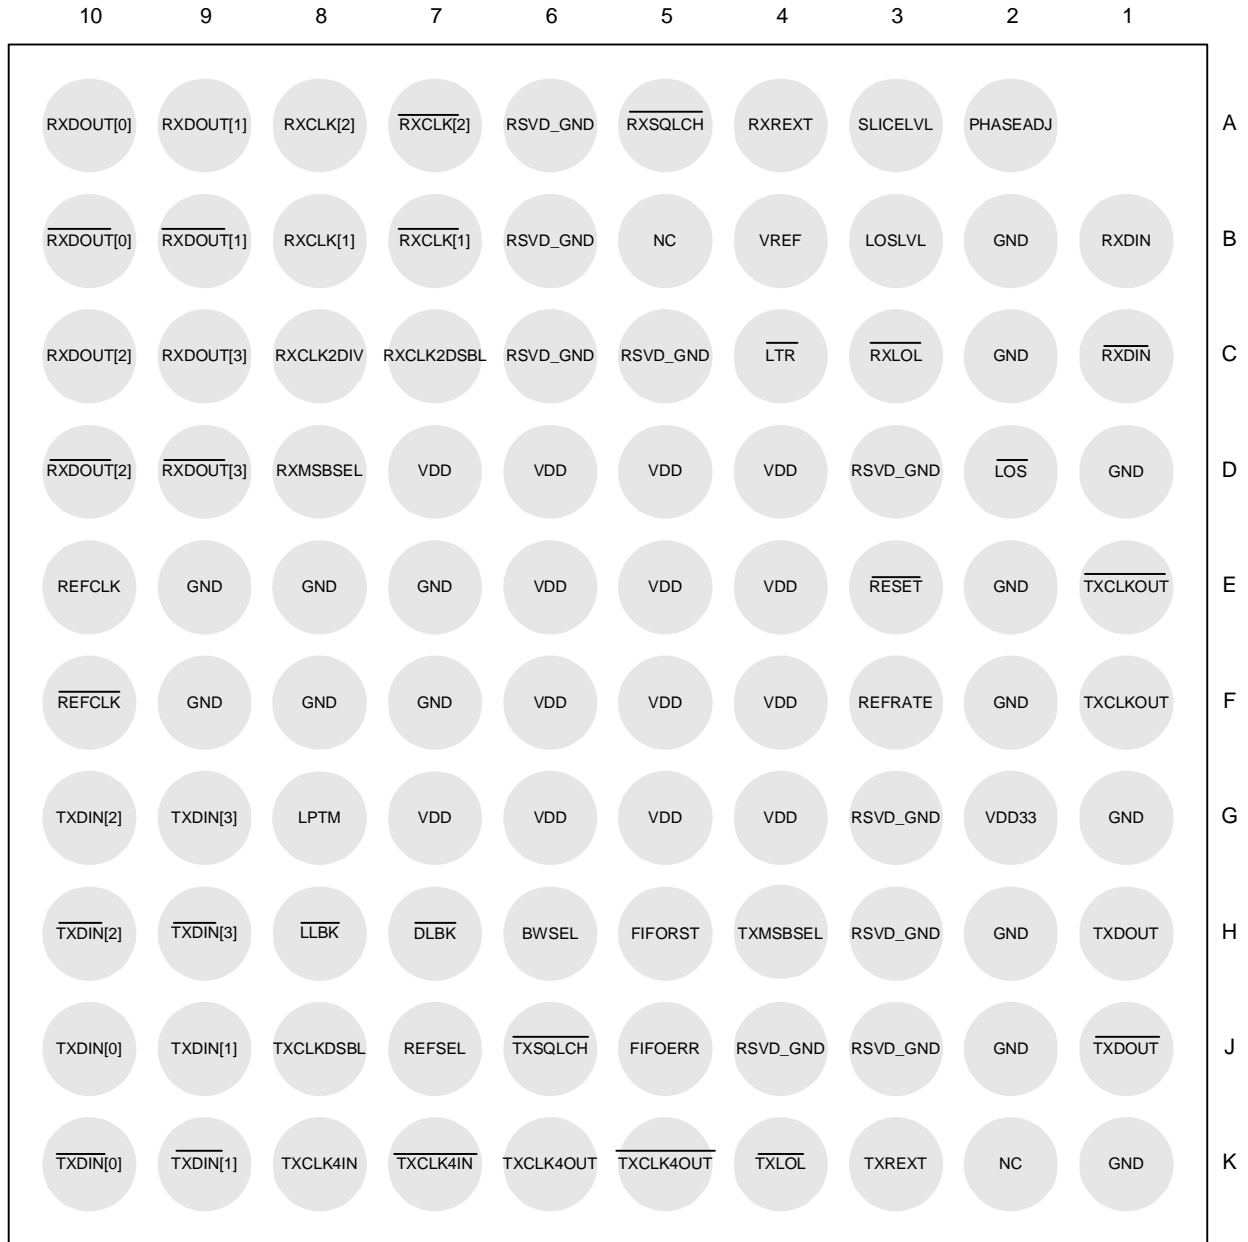 10 9 8 7 6 5 4 3 2 1
RXDOUT[0] RXDOUT[1] RXCLK[2] RXCLK[2] RSVD_GND RXSQLCH RXREXT SLICELVL PHASEADJ A
RXDOUT[0] RXDOUT[1] RXCLK[1] RXCLK[1] RSVD_GND NC VREF LOSLVL GND RXDIN B
RXDOUT[2] RXDOUT[3] RXCLK2DIV RXCLK2DSBL RSVD_GND RSVD_GND LTR RXLOL GND RXDIN C
RXDOUT[2] RXDOUT[3] RXMSBSEL VDD VDD VDD VDD RSVD_GND LOS GND D
REFCLK GND GND GND VDD VDD VDD RESET GND TXCLKOUT E
REFCLK GND GND GND VDD VDD VDD REFRATE GND TXCLKOUT F
TXDIN[2] TXDIN[3] LPTM VDD VDD VDD VDD RSVD_GND VDD33 GND G
TXDIN[2] TXDIN[3] LLBK DLBK BWSEL FIFORST TXMSBSEL RSVD_GND GND TXDOUT H
TXDIN[0] TXDIN[1] TXCLKDSBL REFSEL TXSQLCH FIFOERR RSVD_GND RSVD_GND GND TXDOUT J
TXDIN[0] TXDIN[1] TXCLK4IN TXCLK4IN TXCLK4OUT TXCLK4OUT TXLOL TXREXT NC GND K